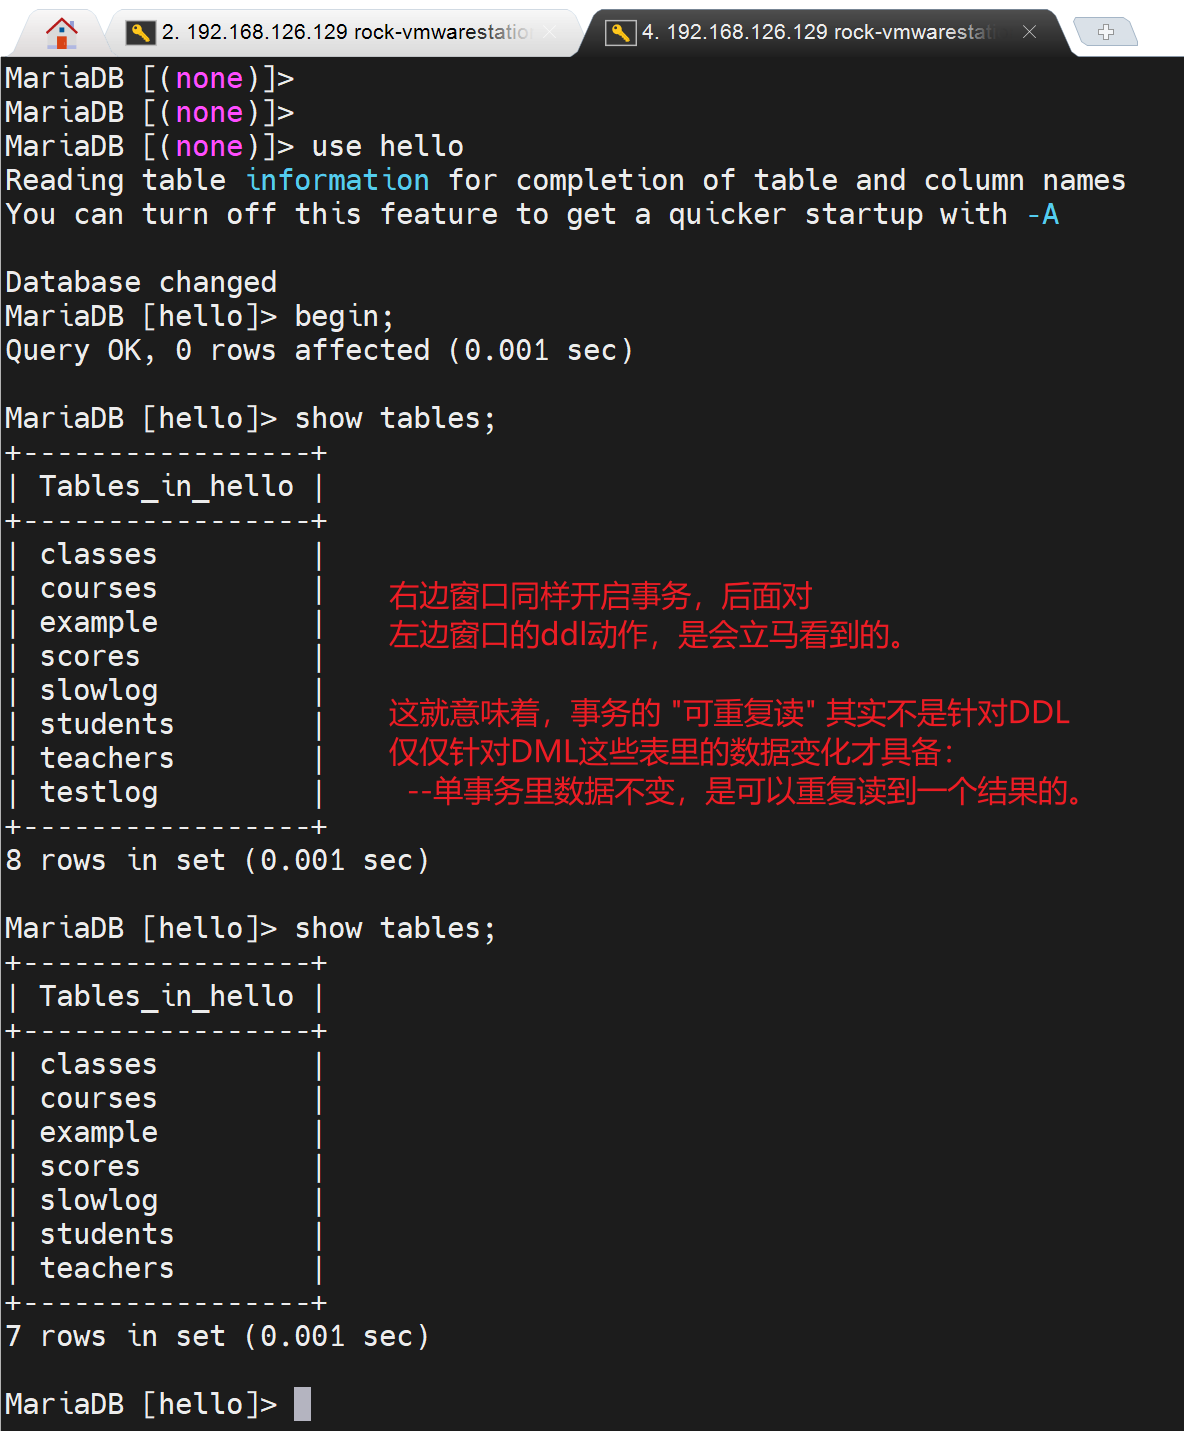 2. 192.168.126.129 rock-vmwarestation
4. 192.168.126.129 rock-vmwarestati
MariaDB [(none)]>
MariaDB [(none)]>
MariaDB [(none)]> use hello
Reading table information for completion of table and column names
You can turn off this feature to get a quicker startup with -A
Database changed
MariaDB [hello]> begin;
Query OK, 0 rows affected (0.001 sec)
MariaDB [hello]> show tables;
+-----------------+
| Tables_in_hello |
+-----------------+
| classes         |
| courses         |
| example         |
| scores          |
| slowlog         |
| students        |
| teachers        |
| testlog         |
+-----------------+
8 rows in set (0.001 sec)
右边窗口同样开启事务，后面对
左边窗口的ddl动作，是会立马看到的。
这就意味着，事务的 "可重复读" 其实不是针对DDL
仅仅针对DML这些表里的数据变化才具备：
--单事务里数据不变，是可以重复读到一个结果的。
MariaDB [hello]> show tables;
+-----------------+
| Tables_in_hello |
+-----------------+
| classes         |
| courses         |
| example         |
| scores          |
| slowlog         |
| students        |
| teachers        |
+-----------------+
7 rows in set (0.001 sec)
MariaDB [hello]>